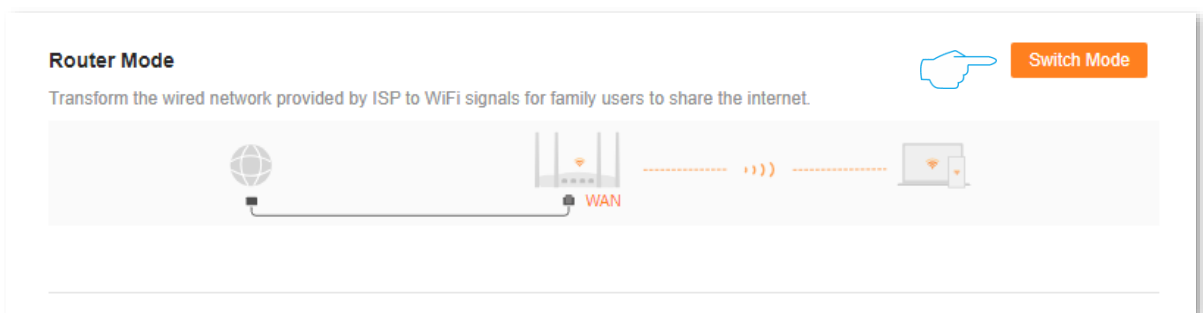 Router Mode
Switch Mode
Transform the wired network provided by ISP to WiFi signals for family users to share the internet.
WAN